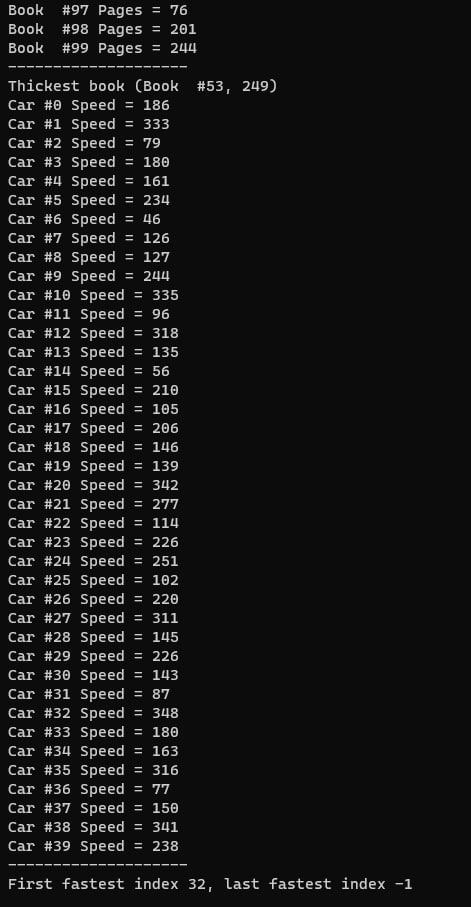 Book  #97 Pages = 76
Book  #98 Pages = 201
Book  #99 Pages = 244
--------------------
Thickest book (Book  #53, 249)
Car #0 Speed = 186
Car #1 Speed = 333
Car #2 Speed = 79
Car #3 Speed = 180
Car #4 Speed = 161
Car #5 Speed = 234
Car #6 Speed = 46
Car #7 Speed = 126
Car #8 Speed = 127
Car #9 Speed = 244
Car #10 Speed = 335
Car #11 Speed = 96
Car #12 Speed = 318
Car #13 Speed = 135
Car #14 Speed = 56
Car #15 Speed = 210
Car #16 Speed = 105
Car #17 Speed = 206
Car #18 Speed = 146
Car #19 Speed = 139
Car #20 Speed = 342
Car #21 Speed = 277
Car #22 Speed = 114
Car #23 Speed = 226
Car #24 Speed = 251
Car #25 Speed = 102
Car #26 Speed = 220
Car #27 Speed = 311
Car #28 Speed = 145
Car #29 Speed = 226
Car #30 Speed = 143
Car #31 Speed = 87
Car #32 Speed = 348
Car #33 Speed = 180
Car #34 Speed = 163
Car #35 Speed = 316
Car #36 Speed = 77
Car #37 Speed = 150
Car #38 Speed = 341
Car #39 Speed = 238
--------------------
First fastest index 32, last fastest index -1